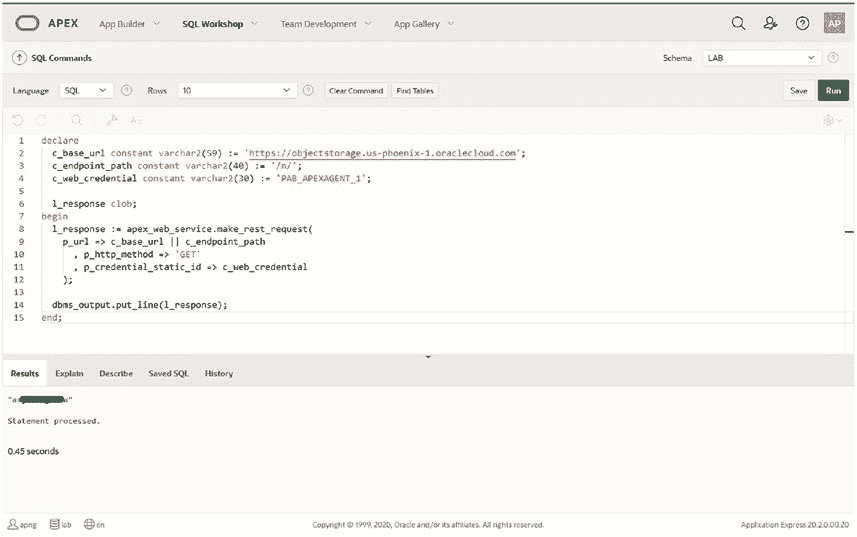 APEX App Builder SQL Workshop Team Development App Gallery AP
SQL Commands Schema LAB
Language SQL Rows 10 Clear Command Find Tables Save Run
1 declare
2 c_base_url constant varchar2(59) := 'https://objectstorage.us-phoenix-1.oraclecloud.com';
3 c_endpoint_path constant varchar2(40) := '/n/';
4 c_web_credential constant varchar2(30) := 'PAB_APEXAGENT_1';
5
6 l_response clob;
7 begin
8 l_response := apex_web_service.make_rest_request(
9 p_url => c_base_url || c_endpoint_path
10 , p_http_method => 'GET'
11 , p_credential_static_id => c_web_credential
12 );
13
14 dbms_output.put_line(l_response);
15 end;
Results Explain Describe Saved SQL History
Statement processed.
0.45 seconds
apng lab en Copyright © 1999, 2020, Oracle and/or its affiliates. All rights reserved. Application Express 20.2.0.00.20